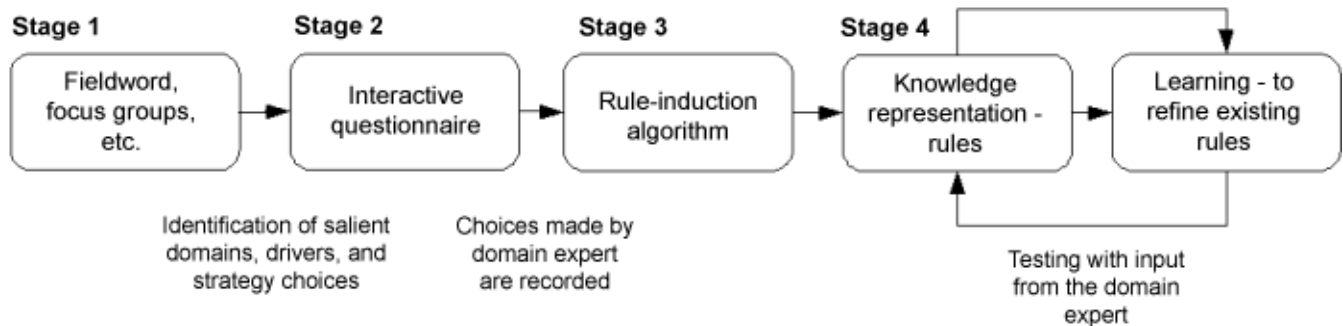 Stage 1
Stage 2
Stage 3
Stage 4
Fieldword,
focus groups,
etc.
Interactive
questionnaire
Rule-induction
algorithm
Knowledge
representation -
rules
Learning - to
refine existing
rules
Identification of salient
domains, drivers, and
strategy choices
Choices made by
domain expert
are recorded
Testing with input
from the domain
expert